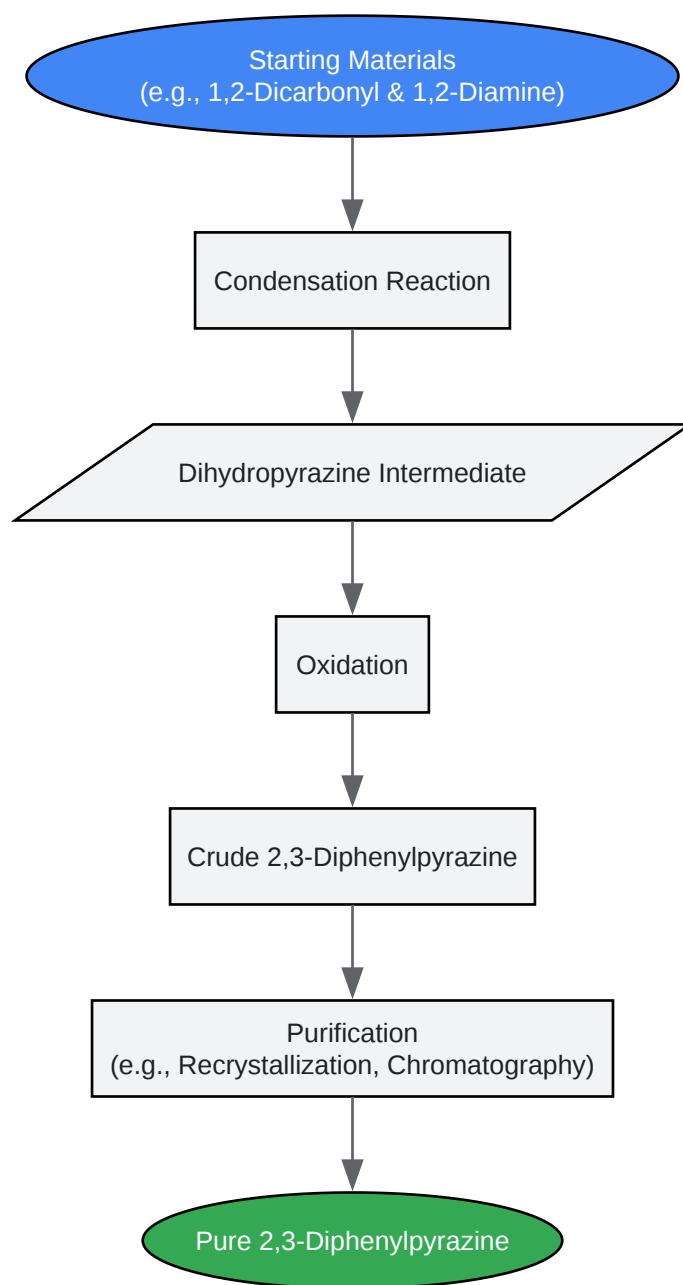 Starting Materials
(e.g., 1,2-Dicarbonyl & 1,2-Diamine)
Condensation Reaction
Dihydropyrazine Intermediate
Oxidation
Crude 2,3-Diphenylpyrazine
Purification
(e.g., Recrystallization, Chromatography)
Pure 2,3-Diphenylpyrazine